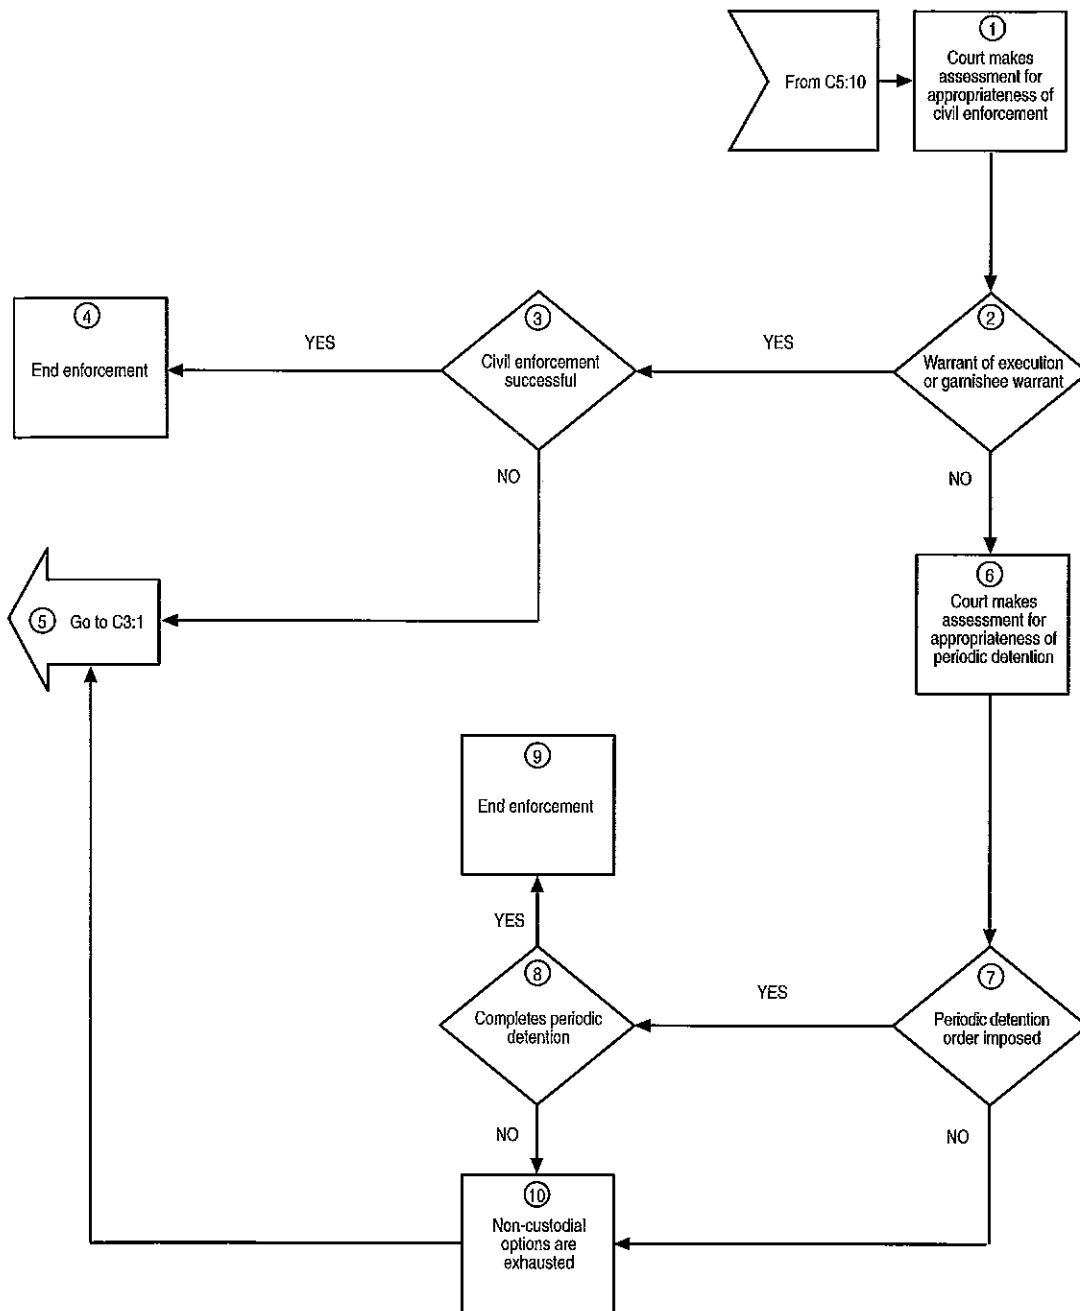 From C5:10
1
Court makes
assessment for
appropriateness of
civil enforcement
4
End enforcement
YES
3
Civil enforcement
successful
YES
2
Warrant of execution
or garnishee warrant
NO
NO
5 Go to C3:1
6
Court makes
assessment for
appropriateness of
periodic detention
9
End enforcement
YES
8
Completes periodic
detention
YES
7
Periodic detention
order imposed
NO
NO
10
Non-custodial
options are
exhausted